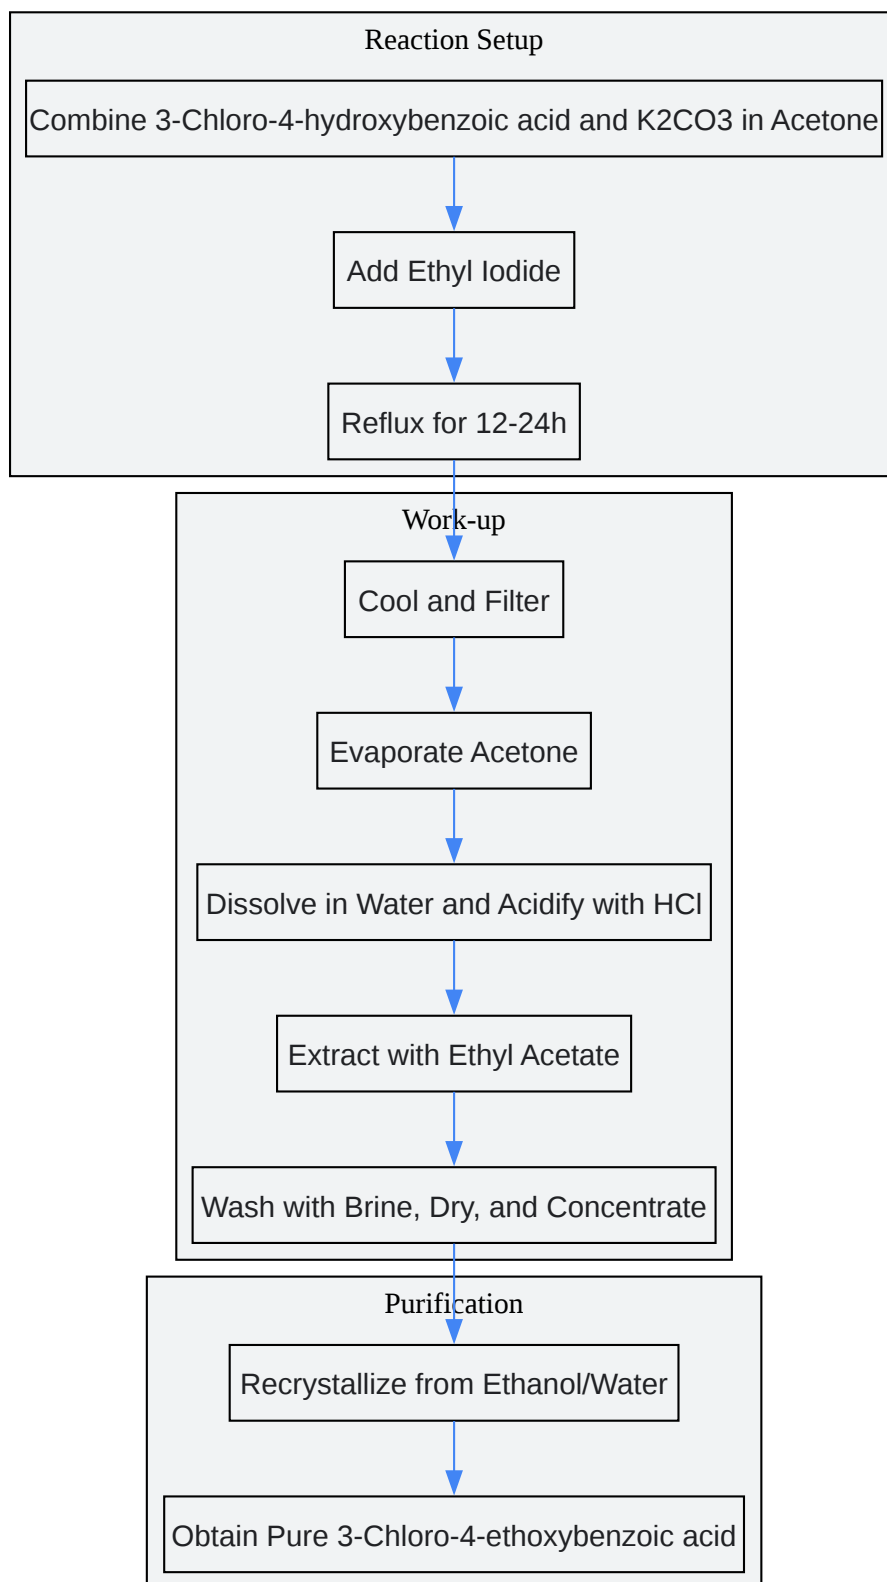 Reaction Setup
Combine 3-Chloro-4-hydroxybenzoic acid and K2CO3 in Acetone
Add Ethyl Iodide
Reflux for 12-24h
Work-up
Cool and Filter
Evaporate Acetone
Dissolve in Water and Acidify with HCl
Extract with Ethyl Acetate
Wash with Brine, Dry, and Concentrate
Purification
Recrystallize from Ethanol/Water
Obtain Pure 3-Chloro-4-ethoxybenzoic acid